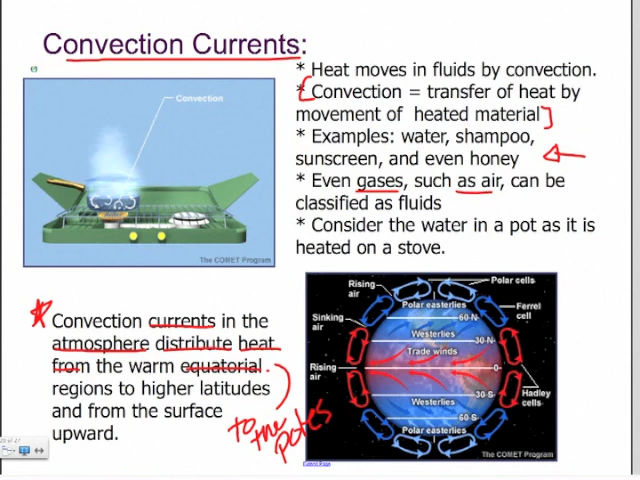 Convection Currents:
* Heat moves in fluids by convection.
* Convection = transfer of heat by
movement of heated material
* Examples: water, shampoo,
sunscreen, and even honey
* Even gases, such as air, can be
classified as fluids
* Consider the water in a pot as it is
heated on a stove.
Convection
The COMET Program
Convection currents in the
atmosphere distribute heat
from the warm equatorial
regions to higher latitudes
and from the surface
upward.
to the poles
Rising
air
Polar cells
Polar easterlies
60 N
Ferrel
cell
Sinking
air
Westerlies
30 N
Trade winds
Rising
air
0
30 S
Hadley
cells
Westerlies
60 S
Polar easterlies
The COMET Program